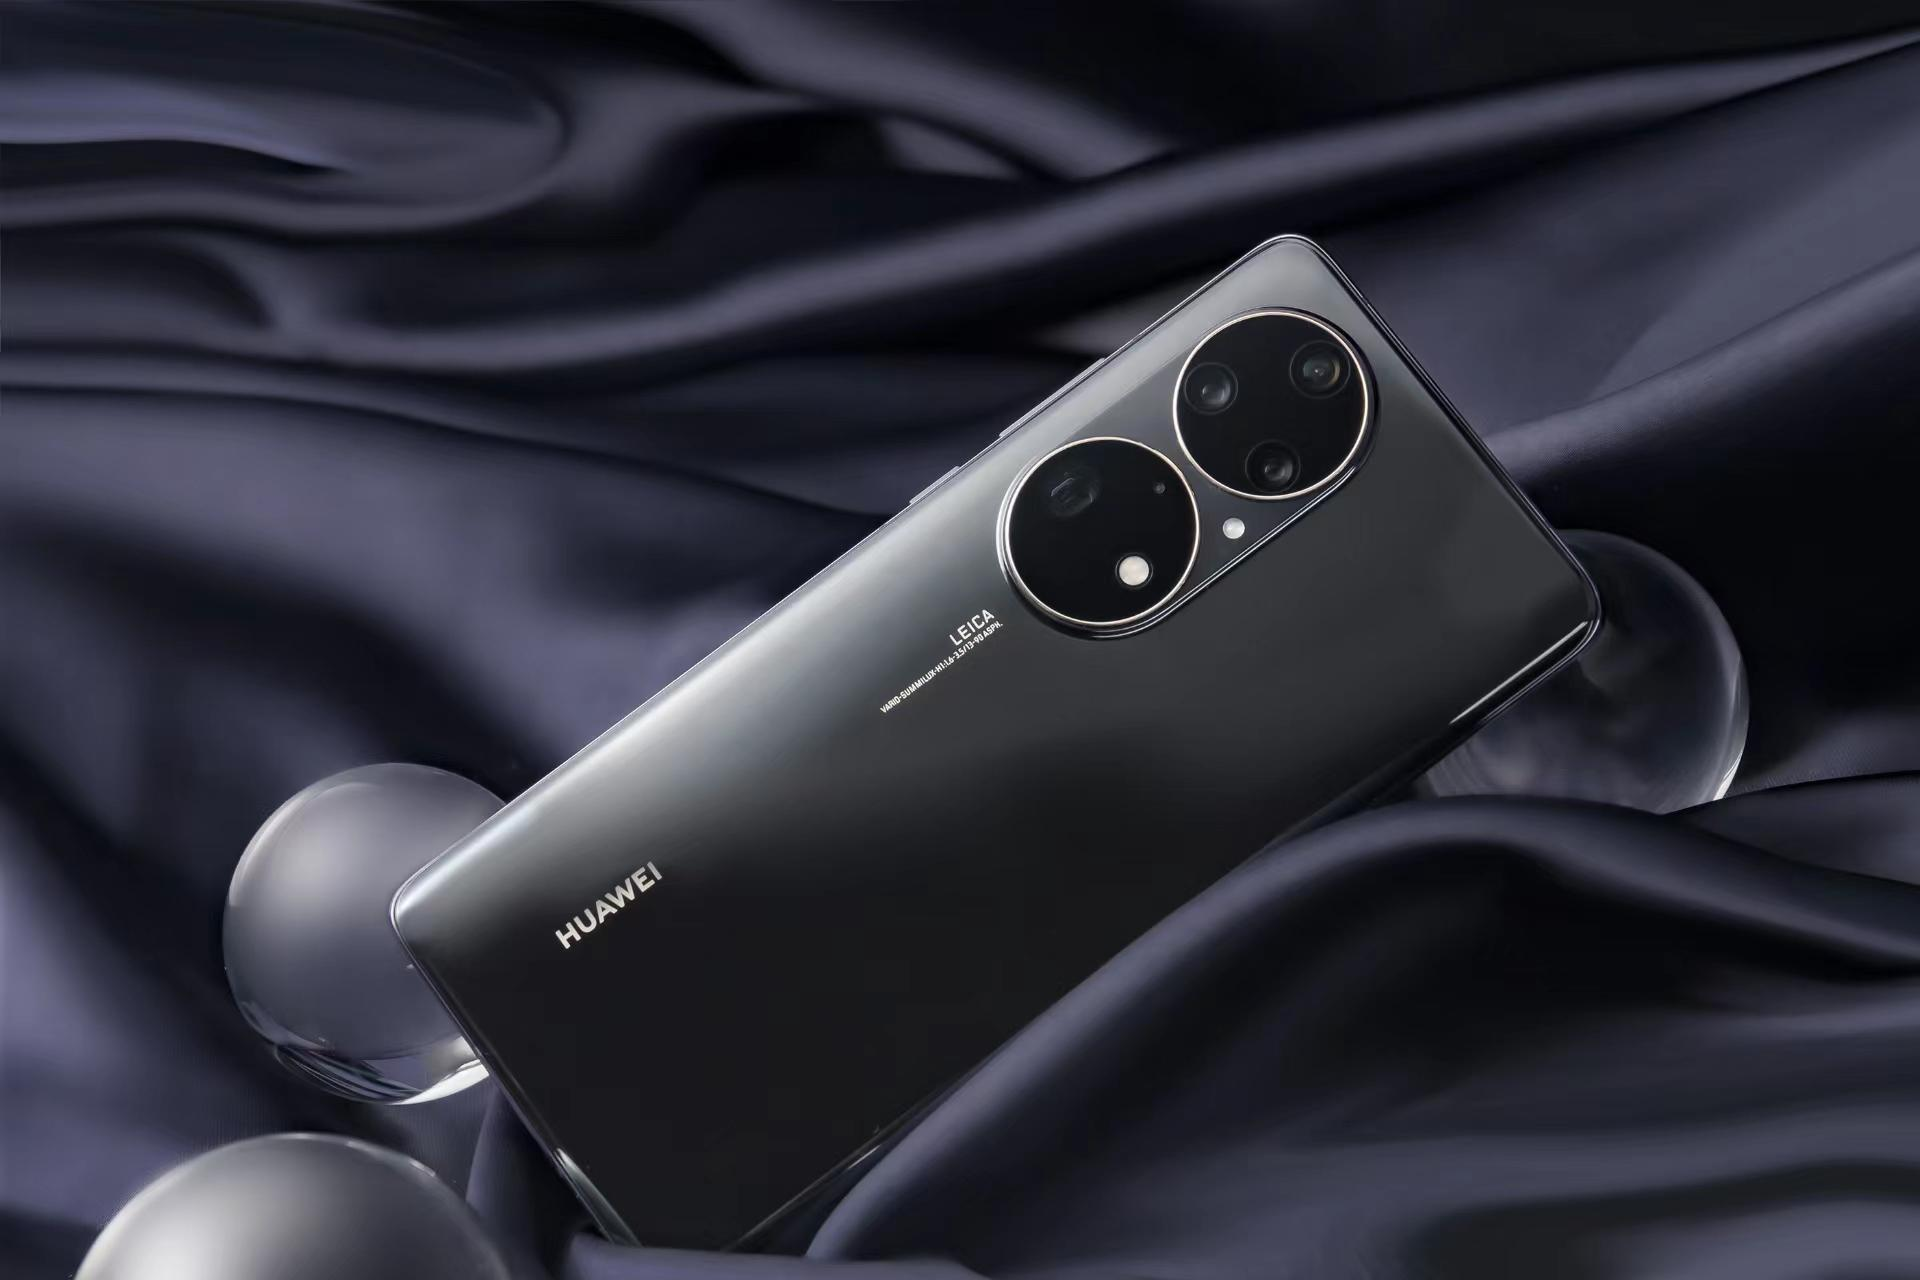 LEICA
VARIO-SUMMILUX-H1:1.6-3.5/13-90 ASPH.
HUAWEI